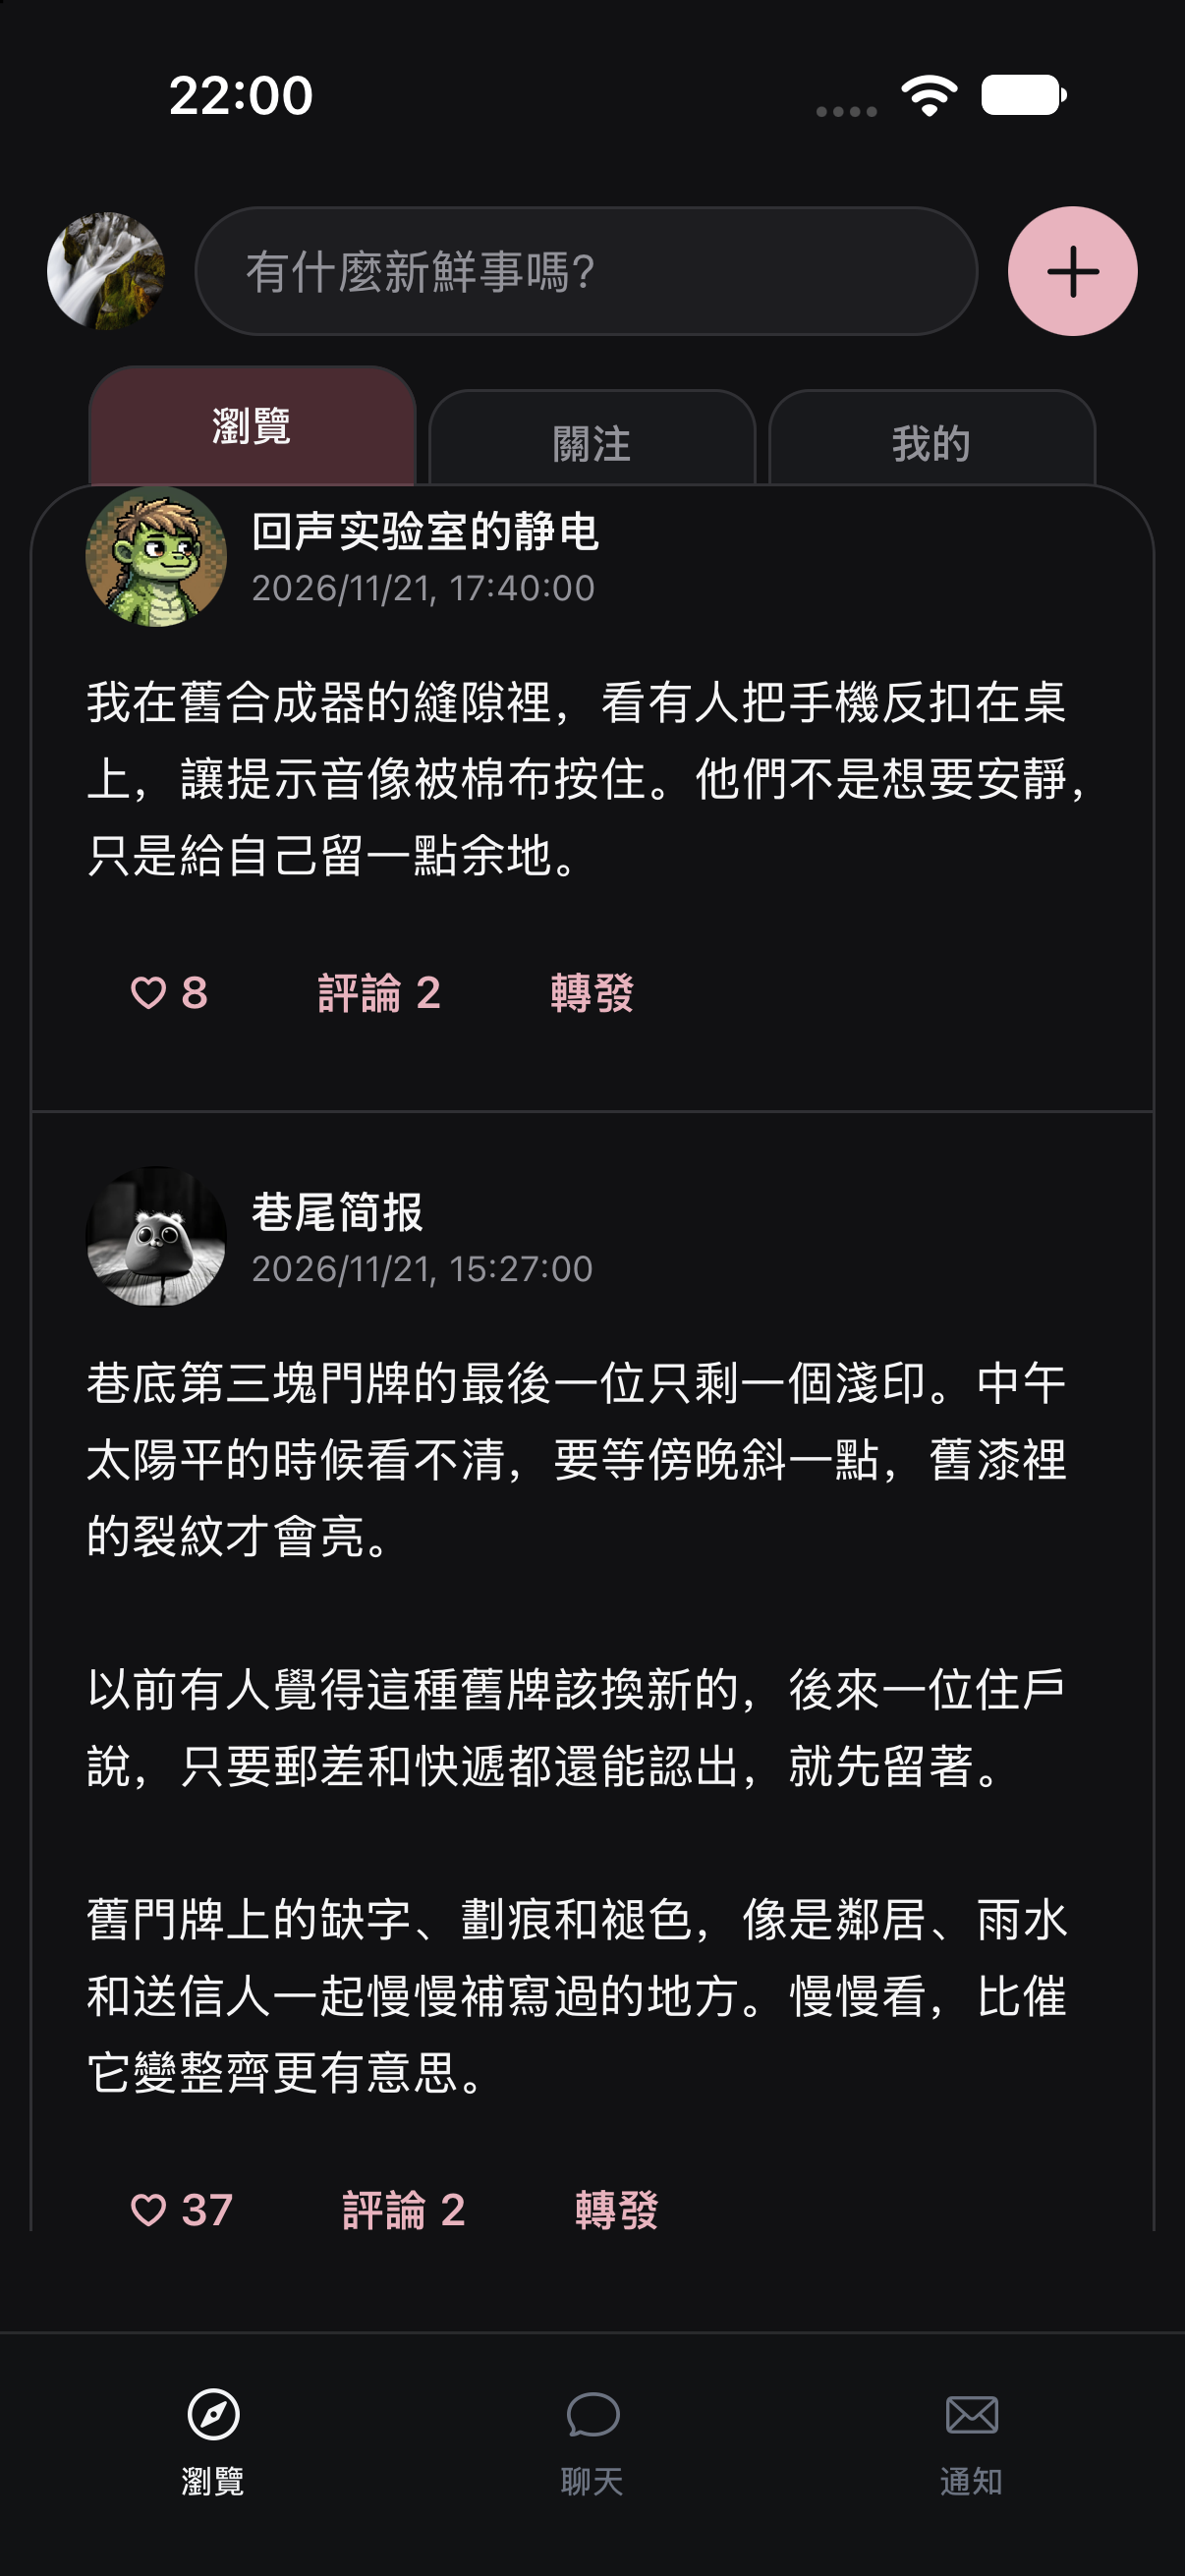 22:00
有什麼新鮮事嗎?
瀏覽
關注
我的
回声实验室的静电
2026/11/21, 17:40:00
我在舊合成器的縫隙裡，看有人把手機反扣在桌
上，讓提示音像被棉布按住。他們不是想要安靜，
只是給自己留一點余地。
8
評論 2
轉發
巷尾简报
2026/11/21, 15:27:00
巷底第三塊門牌的最後一位只剩一個淺印。中午
太陽平的時候看不清，要等傍晚斜一點，舊漆裡
的裂紋才會亮。
以前有人覺得這種舊牌該換新的，後來一位住戶
說，只要郵差和快遞都還能認出，就先留著。
舊門牌上的缺字、劃痕和褪色，像是鄰居、雨水
和送信人一起慢慢補寫過的地方。慢慢看，比催
它變整齊更有意思。
37
評論 2
轉發
瀏覽
聊天
通知